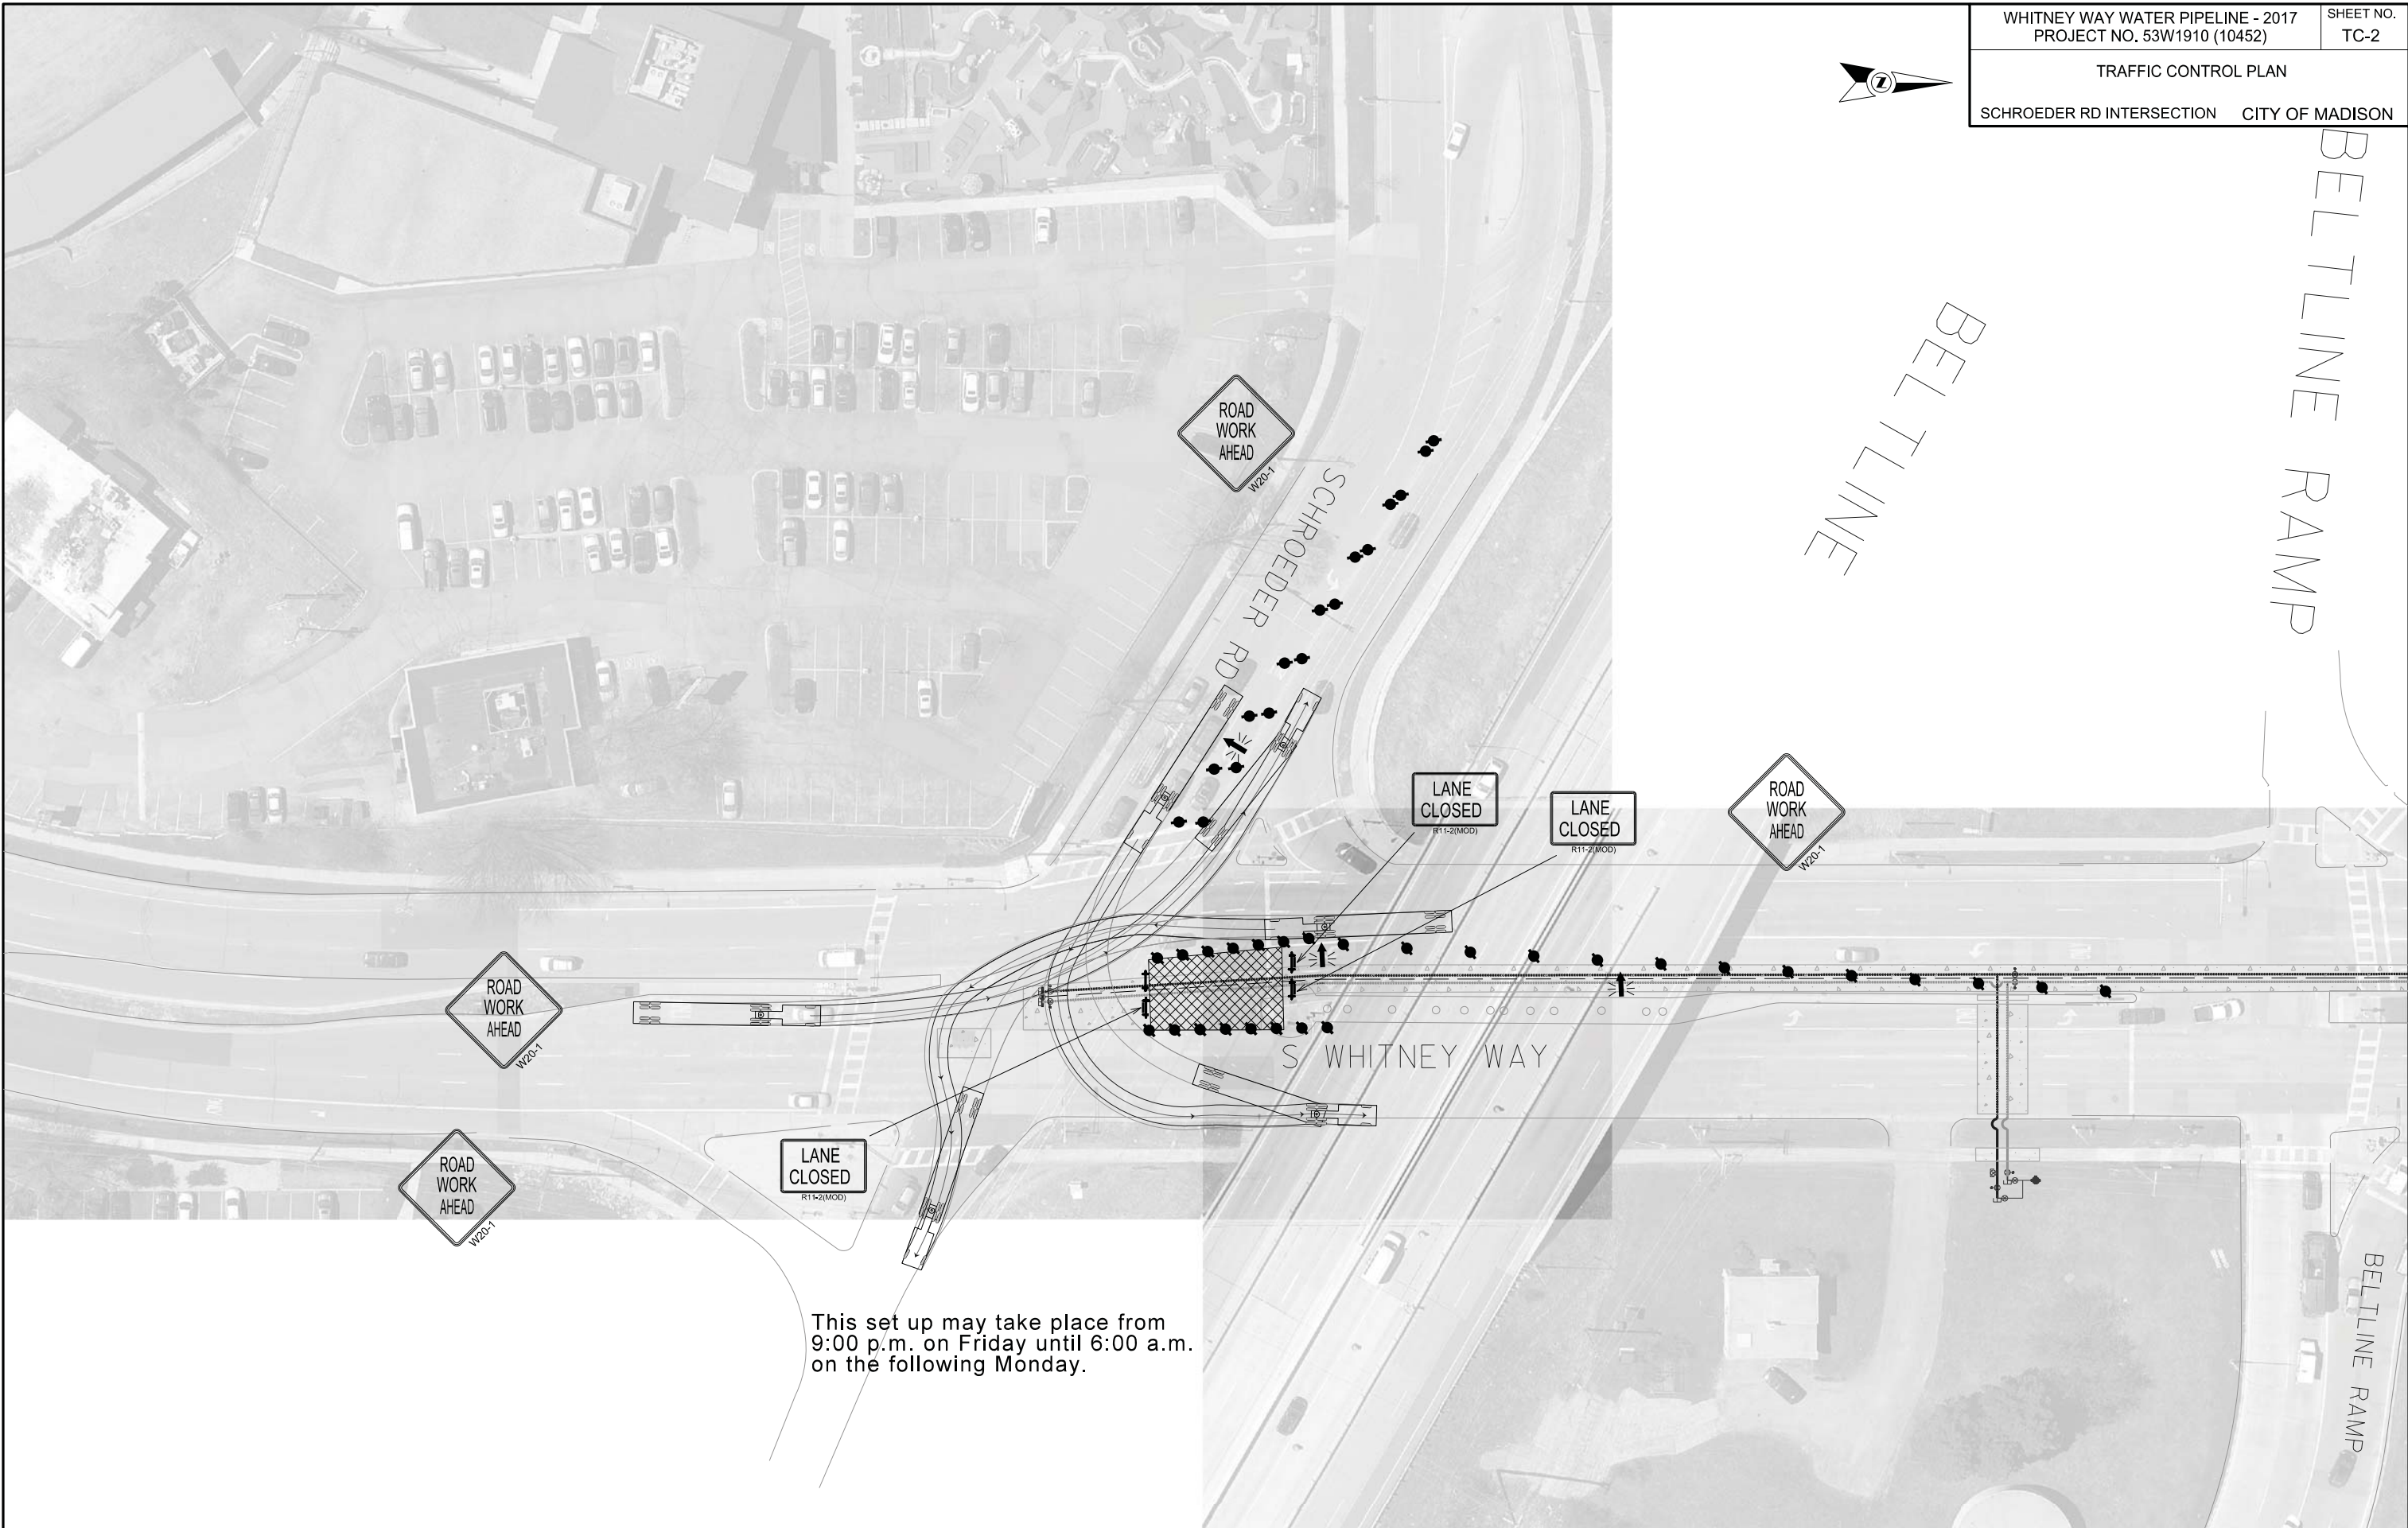 WHITNEY WAY WATER PIPELINE - 2017
PROJECT NO. 53W1910 (10452)
SHEET NO.
TC-2
TRAFFIC CONTROL PLAN
SCHROEDER RD INTERSECTION
CITY OF MADISON
Z
BELTLINE RAMP
BELTLINE
ROAD
WORK
AHEAD
W20-1
SCHROEDER RD
LANE
CLOSED
R11-2(MOD)
LANE
CLOSED
R11-2(MOD)
ROAD
WORK
AHEAD
W20-1
ROAD
WORK
AHEAD
W20-1
S WHITNEY WAY
ROAD
WORK
AHEAD
W20-1
LANE
CLOSED
R11-2(MOD)
BELTLINE RAMP
This set up may take place from
9:00 p.m. on Friday until 6:00 a.m.
on the following Monday.